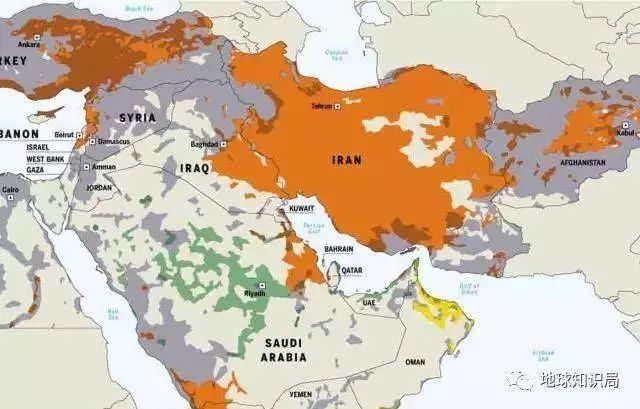 Black Sea
Ankara
RKEY
Caspian
Sea
Tehran
Kabul
SYRIA
BANON
Beirut
Damascus
ISRAEL
WEST BANK
GAZA
Baghdad
IRAQ
IRAN
AFGHANISTAN
Amman
JORDAN
Cairo
KUWAIT
Persian
Gulf
BAHRAIN
QATAR
Gulf of
Oman
Riyadh
UAE
Red
Sea
SAUDI
ARABIA
OMAN
Arabian
Sea
YEMEN
地球知识局